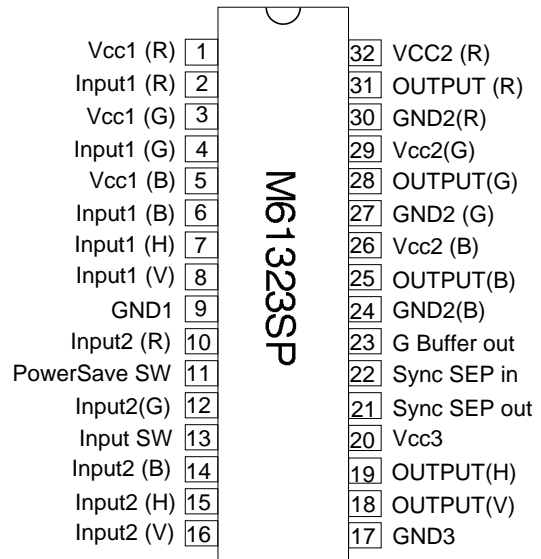 Vcc1 (R) 1 32 VCC2 (R)
Input1 (R) 2 31 OUTPUT (R)
Vcc1 (G) 3 30 GND2(R)
Input1 (G) 4 29 Vcc2(G)
Vcc1 (B) 5 28 OUTPUT(G)
Input1 (B) 6 27 GND2 (G)
Input1 (H) 7 26 Vcc2 (B)
Input1 (V) 8 25 OUTPUT(B)
GND1 9 24 GND2(B)
Input2 (R) 10 23 G Buffer out
PowerSave SW 11 22 Sync SEP in
Input2(G) 12 21 Sync SEP out
Input SW 13 20 Vcc3
Input2 (B) 14 19 OUTPUT(H)
Input2 (H) 15 18 OUTPUT(V)
Input2 (V) 16 17 GND3
M61323SP